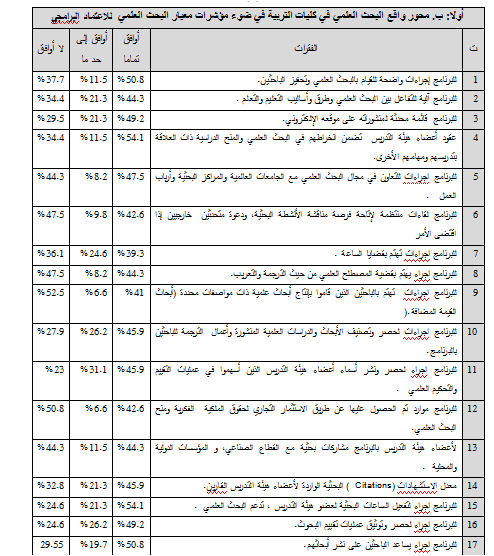 أولا: ب. محور واقع البحث العلمي في كليات التربية في ضوء مؤشرات معيار البحث العلمي للاعتماد البرامجي
ت الفقرات أوافق تماما أوافق إلى حد ما لا أوافق
1 للبرنامج إجراءات واضحة للقيام بالبحث العلمي وتحفيز الباحثين. %50.8 %11.5 %37.7
2 للبرنامج آلية للتفاعل بين البحث العلمي وطرق وأساليب التعليم والتعلم . %44.3 %21.3 %34.4
3 للبرنامج قائمة محدثة لمنشوراته على موقعه الإلكتروني. %49.2 %21.3 %29.5
4 عقود أعضاء هيئة التدريس تضمن انخراطهم في البحث العلمي والمنح الدراسية ذات العلاقة %54.1 %11.5 %34.4
بتدريسهم ومهامهم الأخرى.
5 للبرنامج إجراءات للتعاون في مجال البحث العلمي مع الجامعات العالمية والمراكز البحثية وأرباب %47.5 %8.2 %44.3
العمل .
6 للبرنامج لقاءات منتظمة لإتاحة فرصة مناقشة الأنشطة البحثية، ودعوة متحدثين خارجيين إذا %42.6 %9.8 %47.5
اقتضى الأمر
7 للبرنامج إجراءات تهتم بقضايا الساعة . %39.3 %24.6 %36.1
8 للبرنامج إجراء يهتم بقضية المصطلح العلمي من حيث الترجمة والتعريب. %44.3 %8.2 %47.5
9 للبرنامج إجراءات تهتم بالباحثين الذين قاموا بإنتاج أبحاث علمية ذات مواصفات محددة (أبحاث %41 %6.6 %52.5
القيمة المضافة.(
10 للبرنامج إجراءات لحصر وتصنيف الأبحاث والدراسات العلمية المنشورة وأعمال الترجمة للباحثين %45.9 %26.2 %27.9
بالبرنامج.
11 للبرنامج إجراء لحصر ونشر أسماء أعضاء هيئة التدريس الذين أسهموا في عمليات التقييم %45.9 %31.1 %23
والتحكيم العلمي .
12 للبرنامج موارد تم الحصول عليها عن طريق الاستثمار التجاري لحقوق الملكية الفكرية ومنح %42.6 %6.6 %50.8
البحث العلمي.
13 لأعضاء هيئة التدريس بالبرنامج مشاركات بحثية مع القطاع الصناعي، و المؤسسات الدولية %44.3 %11.5 %44.3
والمحلية .
14 معدل الاستشهادات (Citations ) البحثية الواردة لأعضاء هيئة التدريس القارين. %45.9 %21.3 %32.8
15 للبرنامج إجراء لتفعيل الساعات البحثية لعضو هيئة التدريس ، تدعم البحث العلمي . %54.1 %21.3 %24.6
16 للبرنامج إجراء لحصر وتوثيق عمليات تقييم البحوث. %49.2 %26.2 %24.6
17 للبرنامج إجراء يساعد الباحثين على نشر أبحاثهم. %50.8 %19.7 29.55